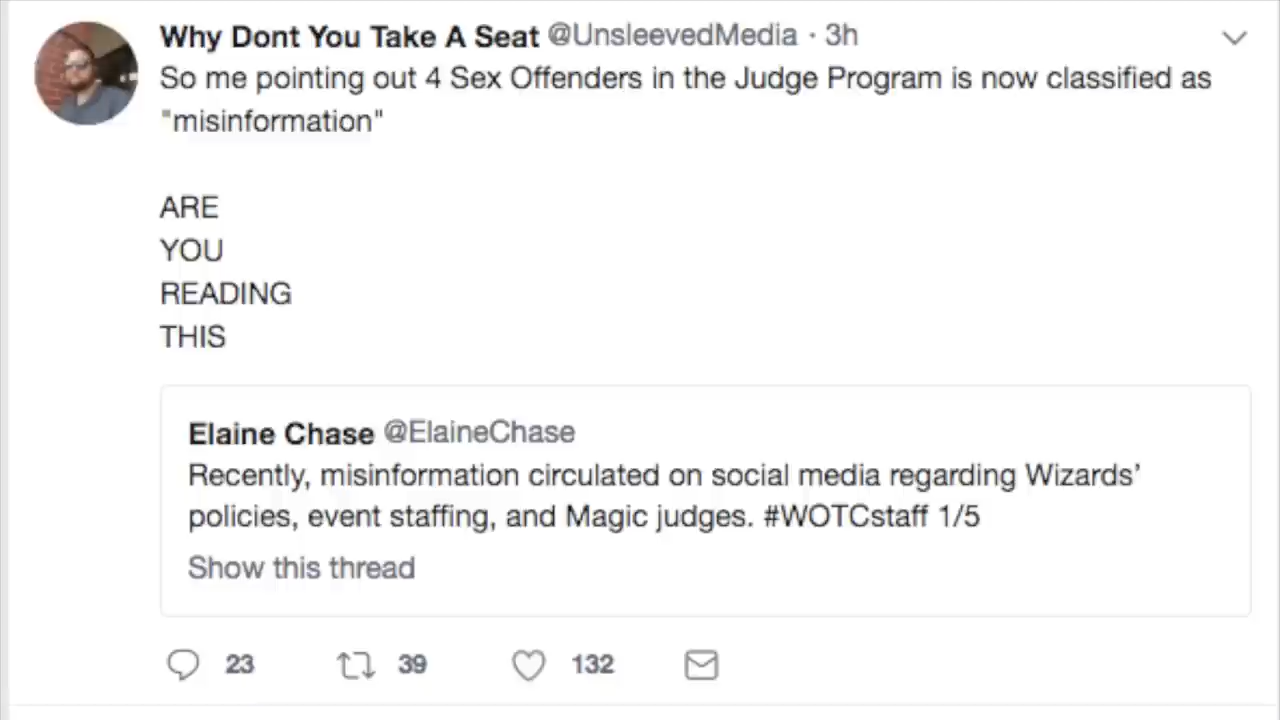 Why Dont You Take A Seat @UnsleevedMedia · 3h
So me pointing out 4 Sex Offenders in the Judge Program is now classified as
"misinformation"
ARE
YOU
READING
THIS
Elaine Chase @ElaineChase
Recently, misinformation circulated on social media regarding Wizards’
policies, event staffing, and Magic judges. #WOTCstaff 1/5
Show this thread
23 39 132